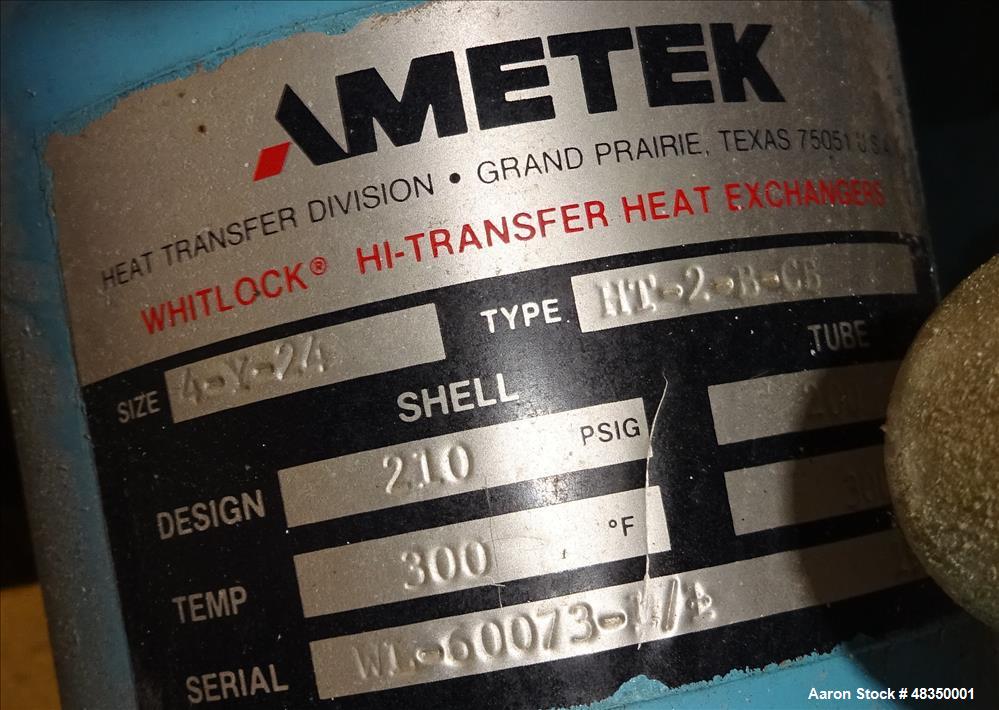 AMETEK
HEAT TRANSFER DIVISION • GRAND PRAIRIE, TEXAS 75051 U.S.A.
WHITLOCK® HI-TRANSFER HEAT EXCHANGERS
SIZE 4-Y-24 TYPE HT-2-B-CB
SHELL TUBE
DESIGN 210 PSIG
TEMP 300 °F
SERIAL
Aaron Stock # 48350001